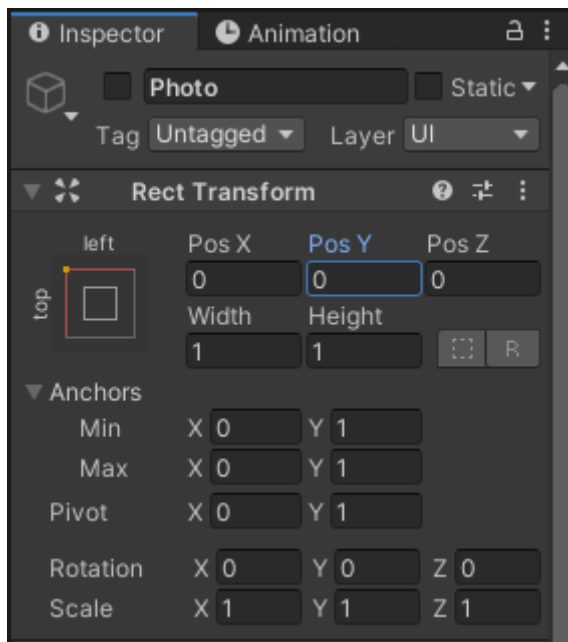 Inspector Animation
Photo Static
Tag Untagged Layer UI
Rect Transform
left Pos X Pos Y Pos Z
top 0 0 0
Width Height
1 1 R
Anchors
Min X 0 Y 1
Max X 0 Y 1
Pivot X 0 Y 1
Rotation X 0 Y 0 Z 0
Scale X 1 Y 1 Z 1